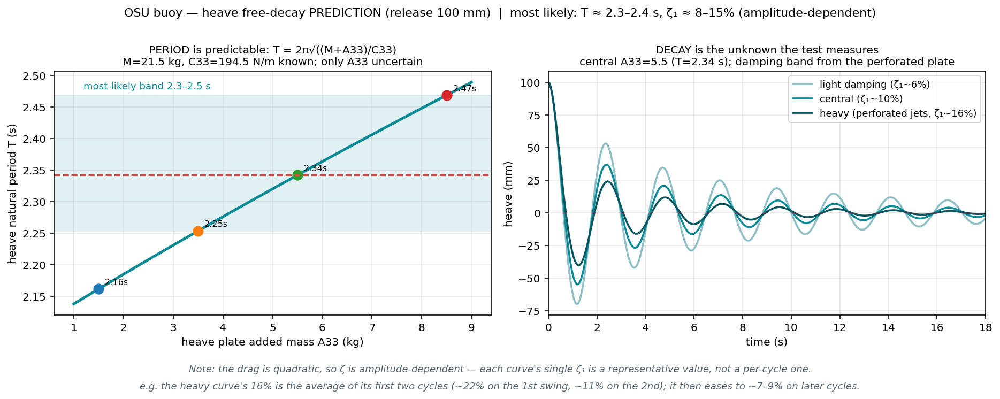 OSU buoy — heave free-decay PREDICTION (release 100 mm)  |  most likely: T ≈ 2.3–2.4 s, ζ₁ ≈ 8–15% (amplitude-dependent)
PERIOD is predictable: T = 2π√((M+A33)/C33)
M=21.5 kg, C33=194.5 N/m known; only A33 uncertain
most-likely band 2.3–2.5 s
2.47s
2.34s
2.25s
2.16s
2.50
2.45
2.40
2.35
2.30
2.25
2.20
2.15
heave natural period T (s)
1 2 3 4 5 6 7 8 9
heave plate added mass A33 (kg)
DECAY is the unknown the test measures
central A33=5.5 (T=2.34 s); damping band from the perforated plate
light damping (ζ₁~6%)
central (ζ₁~10%)
heavy (perforated jets, ζ₁~16%)
100
75
50
25
0
−25
−50
−75
heave (mm)
0 2 4 6 8 10 12 14 16 18
time (s)
Note: the drag is quadratic, so ζ is amplitude-dependent — each curve's single ζ₁ is a representative value, not a per-cycle one.
e.g. the heavy curve's 16% is the average of its first two cycles (~22% on the 1st swing, ~11% on the 2nd); it then eases to ~7–9% on later cycles.